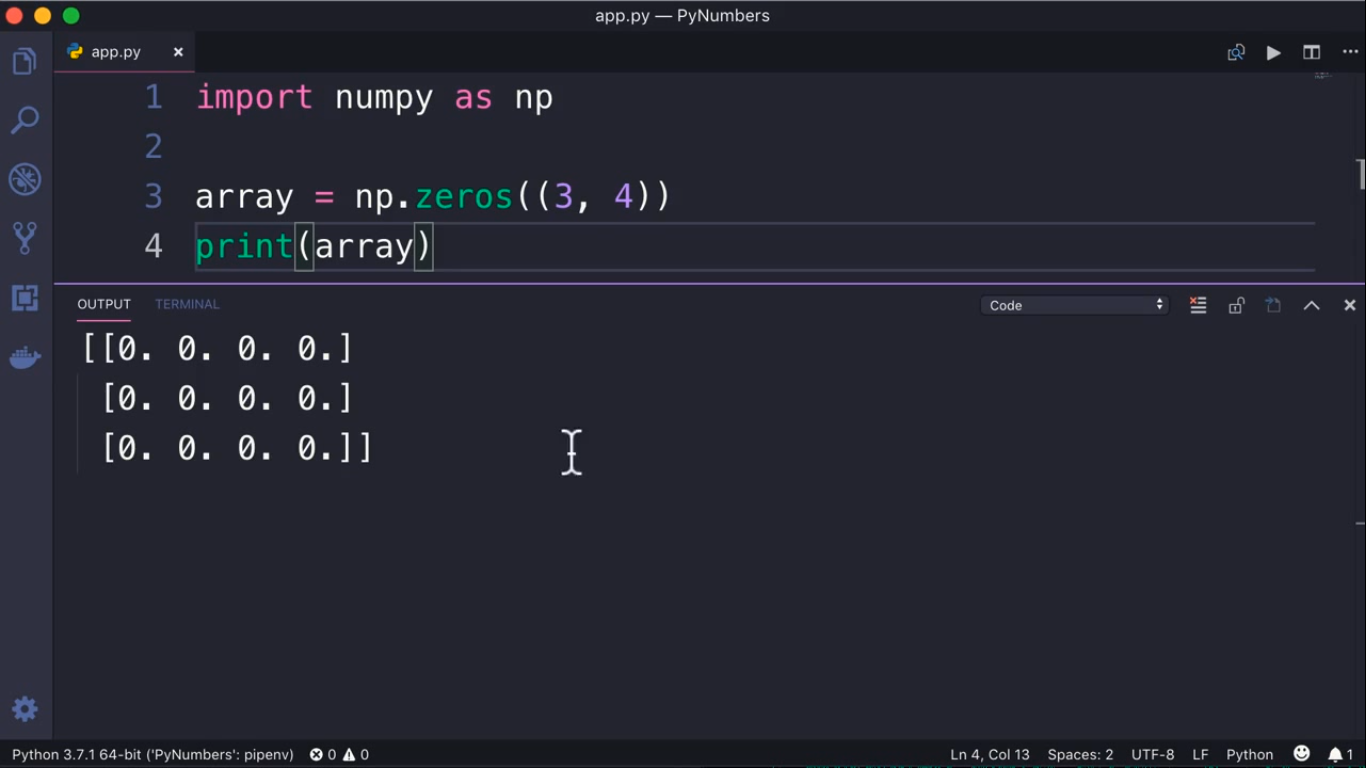 app.py — PyNumbers
app.py
1 import numpy as np
2
3 array = np.zeros((3, 4))
4 print(array)
OUTPUT TERMINAL Code
[[0. 0. 0. 0.]
[0. 0. 0. 0.]
[0. 0. 0. 0.]]
Python 3.7.1 64-bit ('PyNumbers': pipenv) 0 0 Ln 4, Col 13 Spaces: 2 UTF-8 LF Python 1